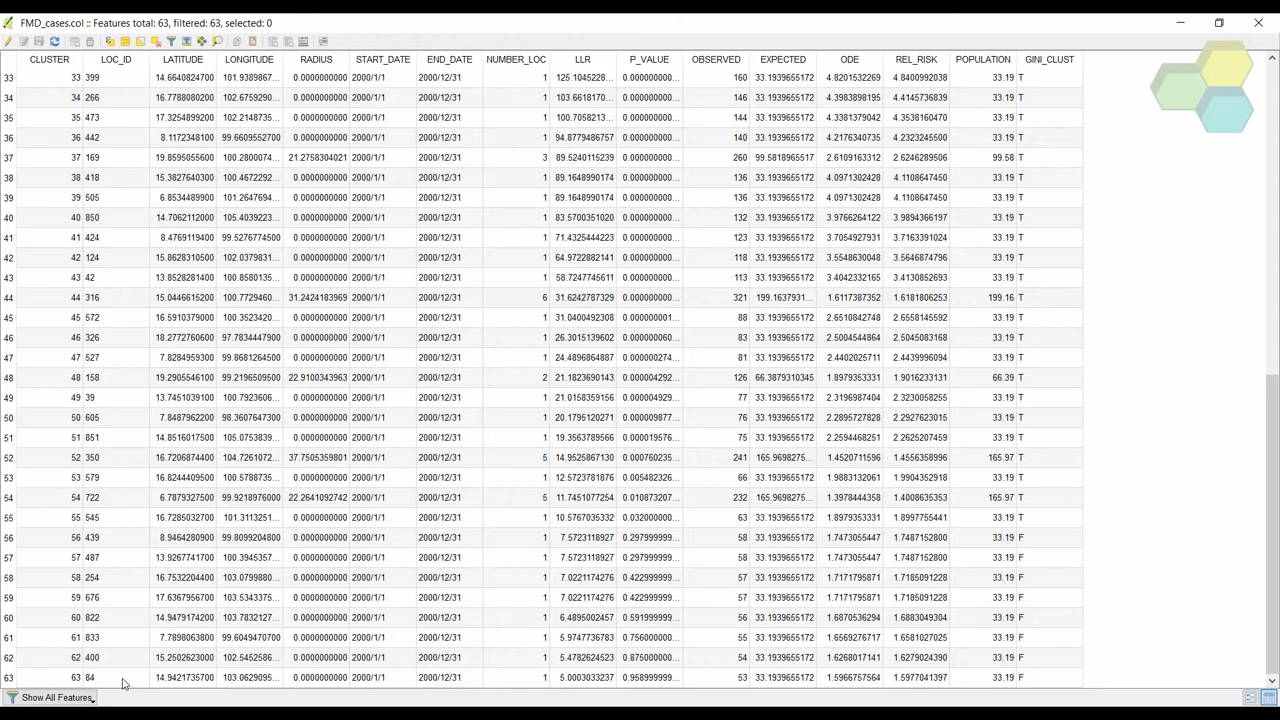 FMD_cases.col :: Features total: 63, filtered: 63, selected: 0
CLUSTER LOC_ID LATITUDE LONGITUDE RADIUS START_DATE END_DATE NUMBER_LOC LLR P_VALUE OBSERVED EXPECTED ODE REL_RISK POPULATION GINI_CLUST
33 33 399 14.6640824700 101.9389867... 0.0000000000 2000/1/1 2000/12/31 1 125.1045228... 0.000000000... 160 33.1939655172 4.8201532269 4.8400992038 33.19 T
34 34 266 16.7788080200 102.6759290... 0.0000000000 2000/1/1 2000/12/31 1 103.6618170... 0.000000000... 146 33.1939655172 4.3983898195 4.4145736839 33.19 T
35 35 473 17.3254899200 102.2148735... 0.0000000000 2000/1/1 2000/12/31 1 100.7058213... 0.000000000... 144 33.1939655172 4.3381379042 4.3538160470 33.19 T
36 36 442 8.1172348100 99.6609552700 0.0000000000 2000/1/1 2000/12/31 1 94.8779486757 0.000000000... 140 33.1939655172 4.2176340735 4.2323245500 33.19 T
37 37 169 19.8595055600 100.2800074... 21.2758304021 2000/1/1 2000/12/31 3 89.5240115239 0.000000000... 260 99.5818965517 2.6109163312 2.6246289506 99.58 T
38 38 418 15.3827640300 100.4672292... 0.0000000000 2000/1/1 2000/12/31 1 89.1648990174 0.000000000... 136 33.1939655172 4.0971302428 4.1108647450 33.19 T
39 39 505 6.8534489900 101.2647694... 0.0000000000 2000/1/1 2000/12/31 1 89.1648990174 0.000000000... 136 33.1939655172 4.0971302428 4.1108647450 33.19 T
40 40 850 14.7062112000 105.4039223... 0.0000000000 2000/1/1 2000/12/31 1 83.5700351020 0.000000000... 132 33.1939655172 3.9766264122 3.9894366197 33.19 T
41 41 424 8.4769119400 99.5276774500 0.0000000000 2000/1/1 2000/12/31 1 71.4325444223 0.000000000... 123 33.1939655172 3.7054927931 3.7163391024 33.19 T
42 42 124 15.8628310500 102.0379831... 0.0000000000 2000/1/1 2000/12/31 1 64.9722882141 0.000000000... 118 33.1939655172 3.5548630048 3.5646874796 33.19 T
43 43 42 13.8528281400 100.8580135... 0.0000000000 2000/1/1 2000/12/31 1 58.7247745611 0.000000000... 113 33.1939655172 3.4042332165 3.4130852693 33.19 T
44 44 316 15.0446615200 100.7729460... 31.2424183969 2000/1/1 2000/12/31 6 31.6242787329 0.000000000... 321 199.1637931... 1.6117387352 1.6181806253 199.16 T
45 45 572 16.5910379000 100.3523420... 0.0000000000 2000/1/1 2000/12/31 1 31.0400492308 0.000000001... 88 33.1939655172 2.6510842748 2.6558145592 33.19 T
46 46 326 18.2772760800 97.7834447900 0.0000000000 2000/1/1 2000/12/31 1 26.3015139602 0.000000060... 83 33.1939655172 2.5004544864 2.5045083168 33.19 T
47 47 527 7.8284959300 99.8681264500 0.0000000000 2000/1/1 2000/12/31 1 24.4896864887 0.000000274... 81 33.1939655172 2.4402025711 2.4439996094 33.19 T
48 48 158 19.2905546100 99.2196509500 22.9100343963 2000/1/1 2000/12/31 2 21.1823690143 0.000004292... 126 66.3879310345 1.8979353331 1.9016233131 66.39 T
49 49 39 13.7451039100 100.7923606... 0.0000000000 2000/1/1 2000/12/31 1 21.0158359156 0.000004929... 77 33.1939655172 2.3196987404 2.3230058255 33.19 T
50 50 605 7.8487962200 98.3607647300 0.0000000000 2000/1/1 2000/12/31 1 20.1795120271 0.000009877... 76 33.1939655172 2.2895727828 2.2927623015 33.19 T
51 51 851 14.8516017500 105.0753839... 0.0000000000 2000/1/1 2000/12/31 1 19.3563789566 0.000019576... 75 33.1939655172 2.2594468251 2.2625207459 33.19 T
52 52 350 16.7206874400 104.7261072... 37.7505359801 2000/1/1 2000/12/31 5 14.9525867130 0.000760235... 241 165.9698275... 1.4520711596 1.4556358996 165.97 T
53 53 579 16.8244409500 100.5788735... 0.0000000000 2000/1/1 2000/12/31 1 12.5723781876 0.005482326... 66 33.1939655172 1.9883132061 1.9904352918 33.19 T
54 54 722 6.7879327500 99.9218976000 22.2641092742 2000/1/1 2000/12/31 5 11.7451077254 0.010873207... 232 165.9698275... 1.3978444358 1.4008635353 165.97 T
55 55 545 16.7285032700 101.3113251... 0.0000000000 2000/1/1 2000/12/31 1 10.5767035332 0.032000000... 63 33.1939655172 1.8979353331 1.8997755441 33.19 T
56 56 439 8.9464280900 99.8099204800 0.0000000000 2000/1/1 2000/12/31 1 7.5723118927 0.297999999... 58 33.1939655172 1.7473055447 1.7487152800 33.19 F
57 57 487 13.9267741700 100.3945357... 0.0000000000 2000/1/1 2000/12/31 1 7.5723118927 0.297999999... 58 33.1939655172 1.7473055447 1.7487152800 33.19 F
58 58 254 16.7532204400 103.0799880... 0.0000000000 2000/1/1 2000/12/31 1 7.0221174276 0.422999999... 57 33.1939655172 1.7171795871 1.7185091228 33.19 F
59 59 676 17.6367956700 103.5343375... 0.0000000000 2000/1/1 2000/12/31 1 7.0221174276 0.422999999... 57 33.1939655172 1.7171795871 1.7185091228 33.19 F
60 60 822 14.9479174200 103.7832127... 0.0000000000 2000/1/1 2000/12/31 1 6.4895002457 0.591999999... 56 33.1939655172 1.6870536294 1.6883049304 33.19 F
61 61 833 7.7898063800 99.6049470700 0.0000000000 2000/1/1 2000/12/31 1 5.9747736783 0.756000000... 55 33.1939655172 1.6569276717 1.6581027025 33.19 F
62 62 400 15.2502623000 102.5452586... 0.0000000000 2000/1/1 2000/12/31 1 5.4782624523 0.875000000... 54 33.1939655172 1.6268017141 1.6279024390 33.19 F
63 63 84 14.9421735700 103.0629095... 0.0000000000 2000/1/1 2000/12/31 1 5.0003033237 0.958999999... 53 33.1939655172 1.5966757564 1.5977041397 33.19 F
Show All Features